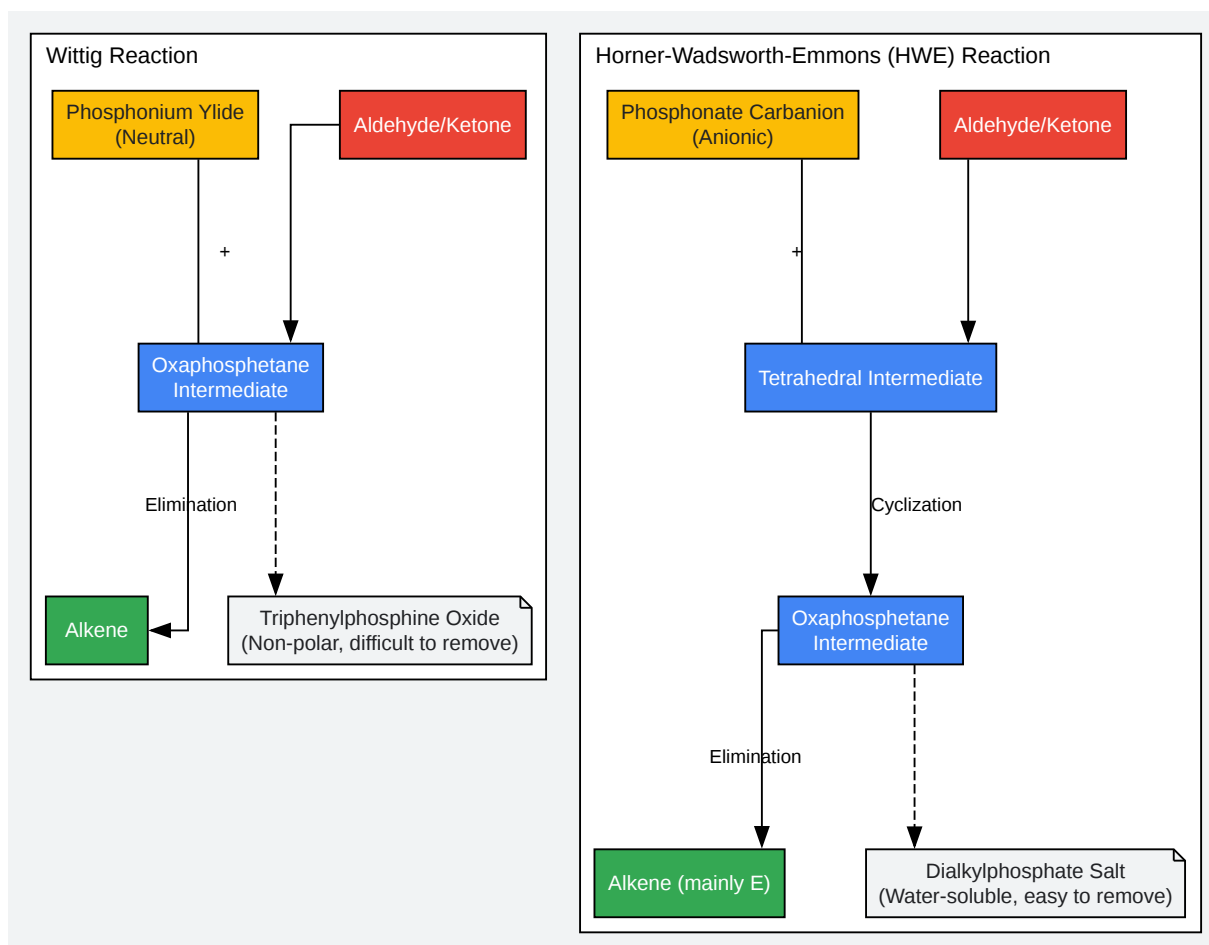 Wittig Reaction
Phosphonium Ylide
(Neutral)
Aldehyde/Ketone
+
Oxaphosphetane
Intermediate
Elimination
Alkene
Triphenylphosphine Oxide
(Non-polar, difficult to remove)
Horner-Wadsworth-Emmons (HWE) Reaction
Phosphonate Carbanion
(Anionic)
Aldehyde/Ketone
+
Tetrahedral Intermediate
Cyclization
Oxaphosphetane
Intermediate
Elimination
Alkene (mainly E)
Dialkylphosphate Salt
(Water-soluble, easy to remove)